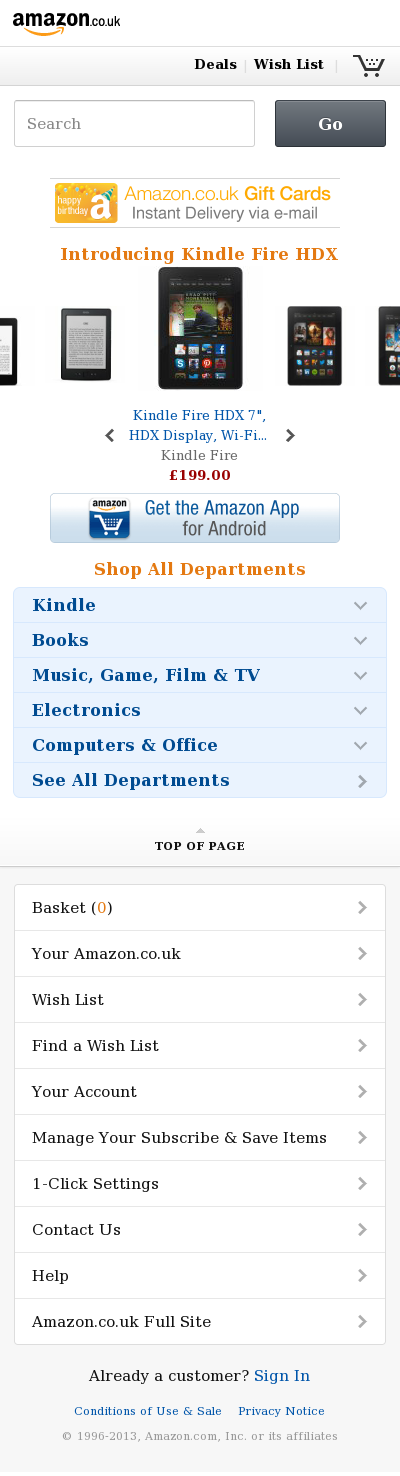 amazon.co.uk
Deals | Wish List |
Search
Go
happy birthday a
Amazon.co.uk Gift Cards
Instant Delivery via e-mail
Introducing Kindle Fire HDX
Kindle Fire HDX 7",
HDX Display, Wi-Fi...
Kindle Fire
£199.00
amazon
Get the Amazon App
for Android
Shop All Departments
Kindle
Books
Music, Game, Film & TV
Electronics
Computers & Office
See All Departments
TOP OF PAGE
Basket (0)
Your Amazon.co.uk
Wish List
Find a Wish List
Your Account
Manage Your Subscribe & Save Items
1-Click Settings
Contact Us
Help
Amazon.co.uk Full Site
Already a customer? Sign In
Conditions of Use & Sale Privacy Notice
© 1996-2013, Amazon.com, Inc. or its affiliates